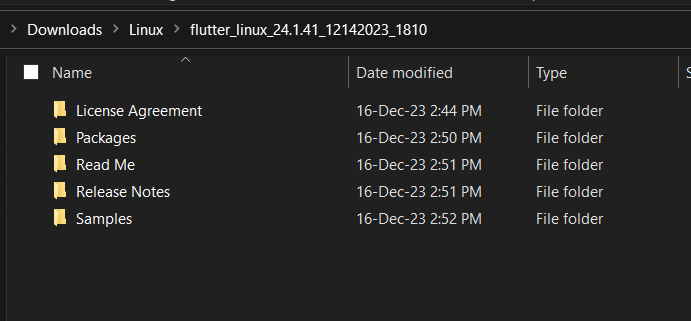 Downloads > Linux > flutter_linux_24.1.41_12142023_1810
Name Date modified Type
License Agreement 16-Dec-23 2:44 PM File folder
Packages 16-Dec-23 2:50 PM File folder
Read Me 16-Dec-23 2:51 PM File folder
Release Notes 16-Dec-23 2:51 PM File folder
Samples 16-Dec-23 2:52 PM File folder